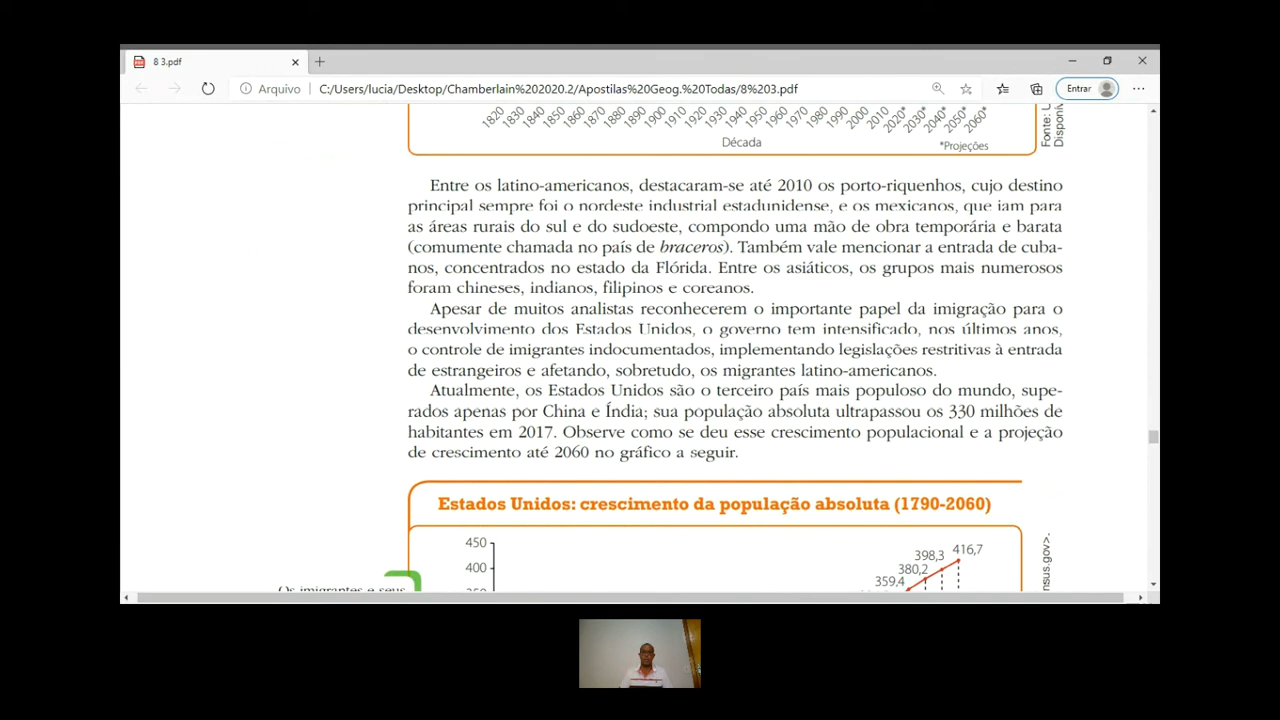 8 3.pdf
Arquivo C:/Users/lucia/Desktop/Chamberlain%202020.2/Apostilas%20Geog.%20Todas/8%203.pdf Entrar
1820 1830 1840 1850 1860 1870 1880 1890 1900 1910 1920 1930 1940 1950 1960 1970 1980 1990 2000 2010 2020* 2030* 2040* 2050* 2060*
Década
*Projeções
Fonte: U
Disponív
Entre os latino-americanos, destacaram-se até 2010 os porto-riquenhos, cujo destino
principal sempre foi o nordeste industrial estadunidense, e os mexicanos, que iam para
as áreas rurais do sul e do sudoeste, compondo uma mão de obra temporária e barata
(comumente chamada no país de braceros). Também vale mencionar a entrada de cuba-
nos, concentrados no estado da Flórida. Entre os asiáticos, os grupos mais numerosos
foram chineses, indianos, filipinos e coreanos.
Apesar de muitos analistas reconhecerem o importante papel da imigração para o
desenvolvimento dos Estados Unidos, o governo tem intensificado, nos últimos anos,
o controle de imigrantes indocumentados, implementando legislações restritivas à entrada
de estrangeiros e afetando, sobretudo, os migrantes latino-americanos.
Atualmente, os Estados Unidos são o terceiro país mais populoso do mundo, supe-
rados apenas por China e Índia; sua população absoluta ultrapassou os 330 milhões de
habitantes em 2017. Observe como se deu esse crescimento populacional e a projeção
de crescimento até 2060 no gráfico a seguir.
Estados Unidos: crescimento da população absoluta (1790-2060)
450
400
416,7
398,3
380,2
359,4
nsus.gov>.
Os imigrantes e seus